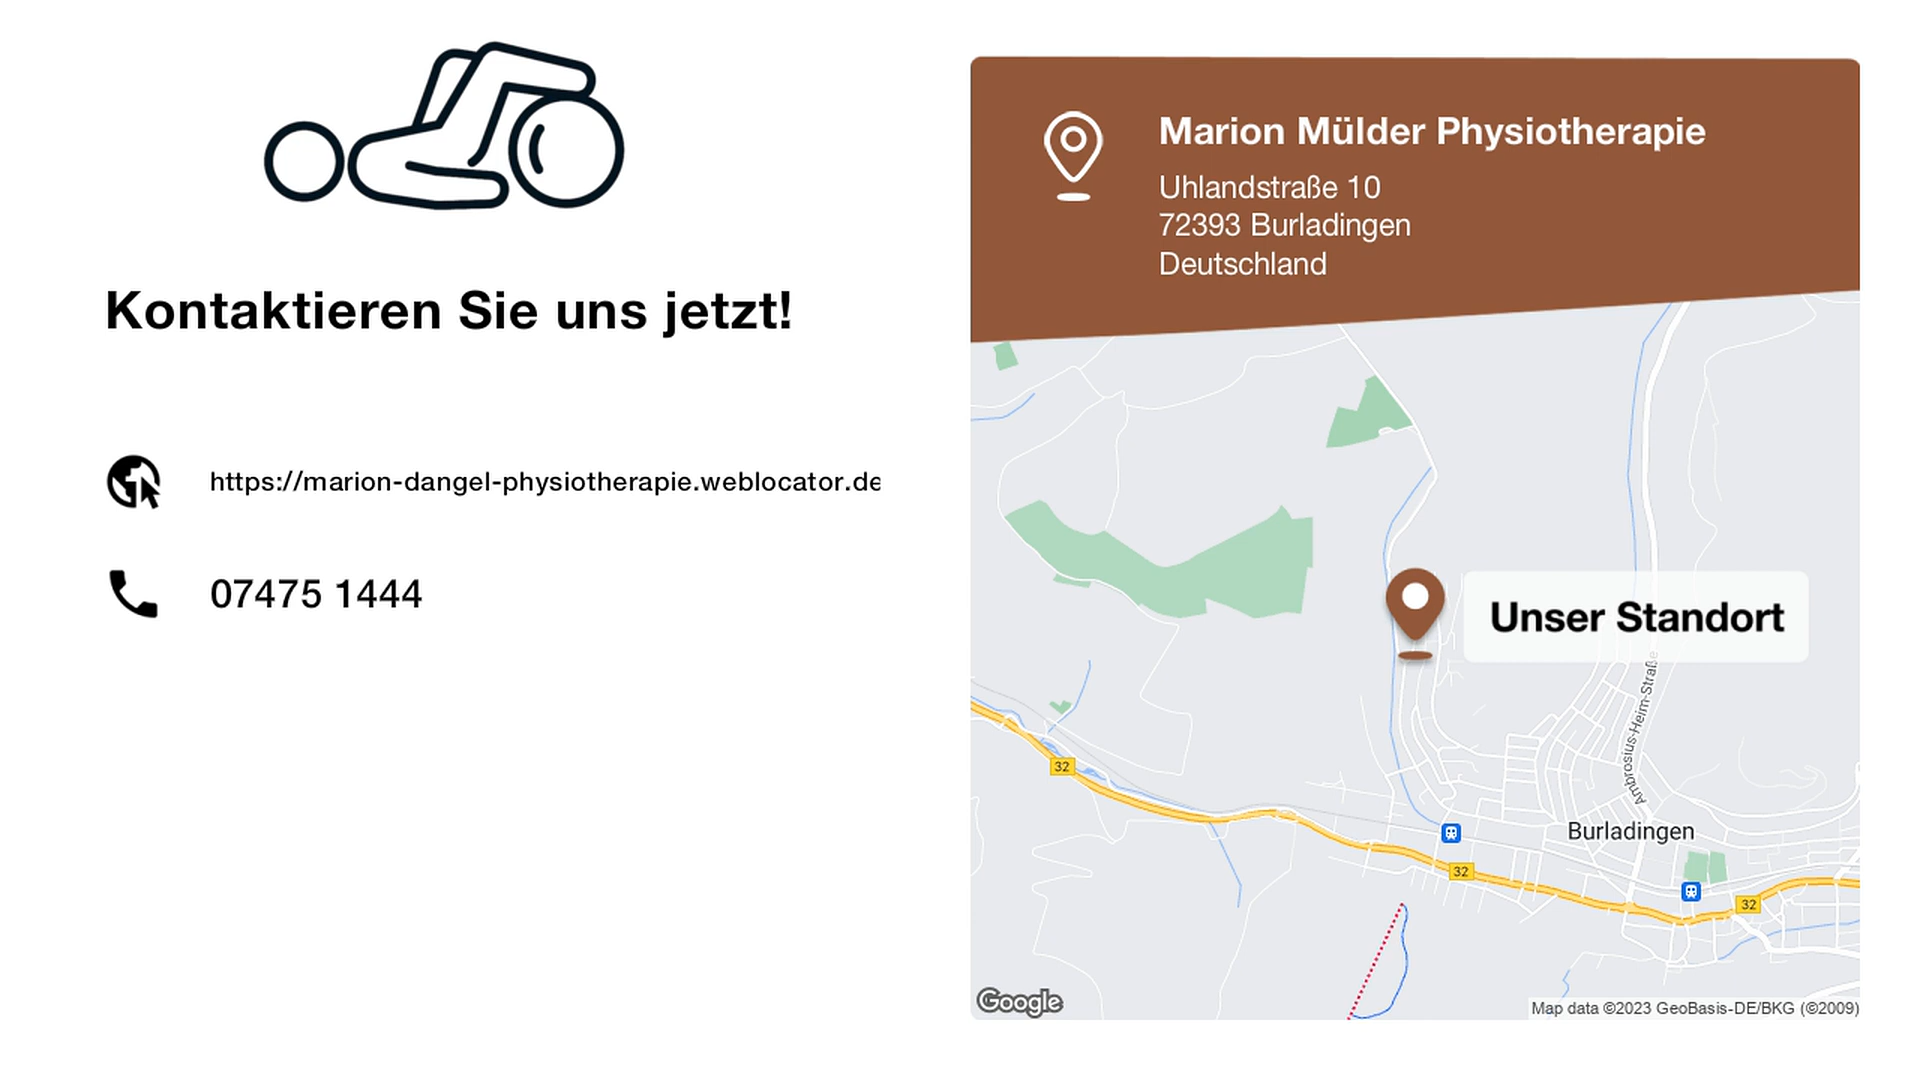 Kontaktieren Sie uns jetzt!
https://marion-dangel-physiotherapie.weblocator.de
07475 1444
Marion Mülder Physiotherapie
Uhlandstraße 10
72393 Burladingen
Deutschland
Unser Standort
Ambrosius-Heim-Straße
32
Burladingen
32
32
Google
Map data ©2023 GeoBasis-DE/BKG (©2009)